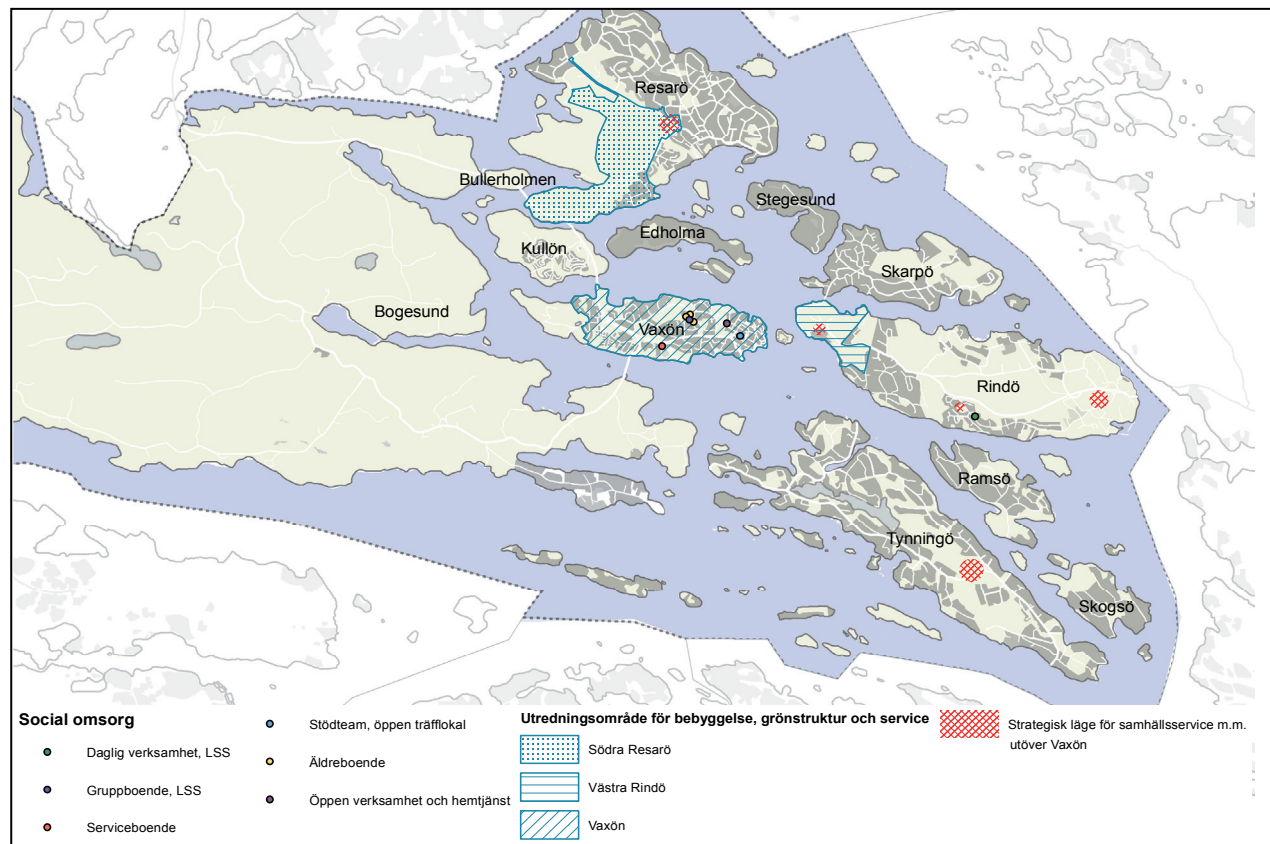 Resarö
Bullerholmen
Stegesund
Edholma
Kullön
Skarpö
Bogesund
Vaxön
Rindö
Ramsö
Tynningö
Skogsö
Social omsorg
Daglig verksamhet, LSS
Gruppboende, LSS
Serviceboende
Stödteam, öppen träfflokal
Äldreboende
Öppen verksamhet och hemtjänst
Utredningsområde för bebyggelse, grönstruktur och service
Södra Resarö
Västra Rindö
Vaxön
Strategisk läge för samhällsservice m.m.
utöver Vaxön